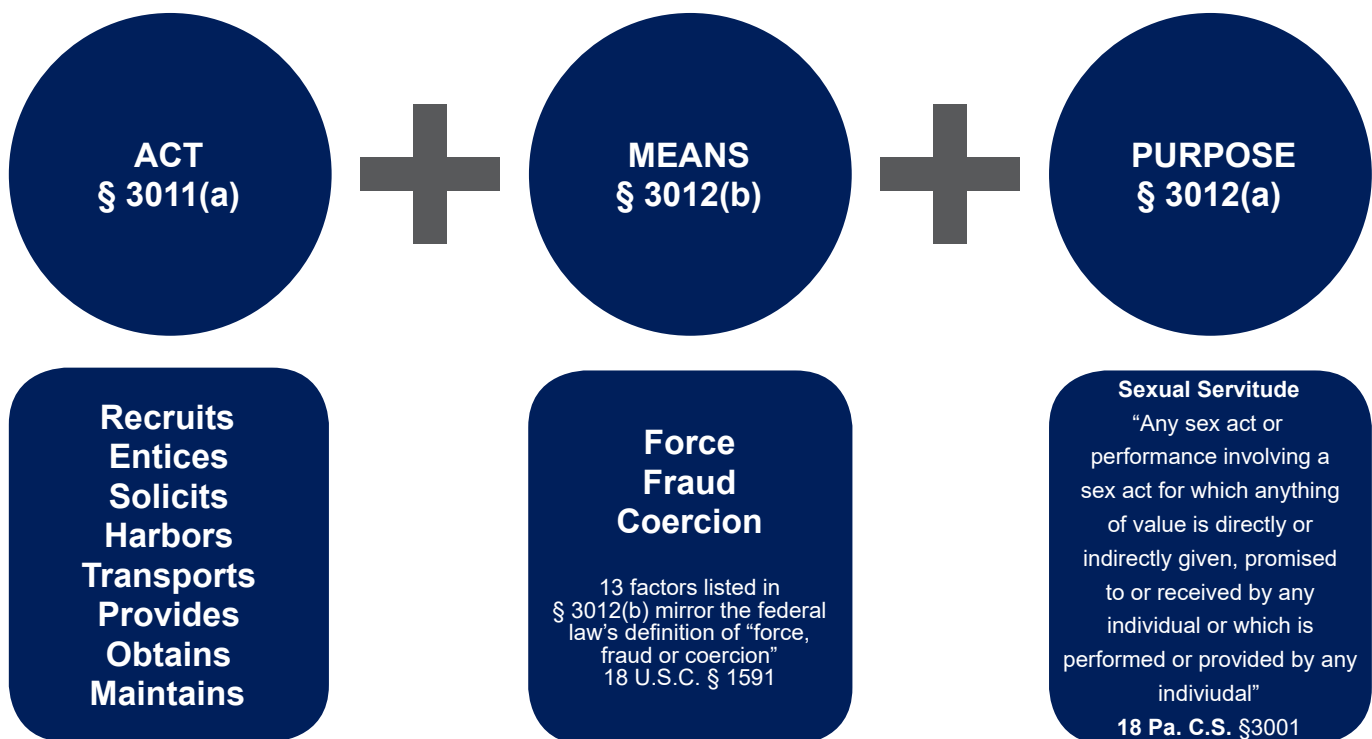 ACT
§ 3011(a)
MEANS
§ 3012(b)
PURPOSE
§ 3012(a)
Recruits
Entices
Solicits
Harbors
Transports
Provides
Obtains
Maintains
Force
Fraud
Coercion
13 factors listed in
§ 3012(b) mirror the federal
law’s definition of “force,
fraud or coercion”
18 U.S.C. § 1591
Sexual Servitude
“Any sex act or
performance involving a
sex act for which anything
of value is directly or
indirectly given, promised
to or received by any
individual or which is
performed or provided by any
indiviudal”
18 Pa. C.S. §3001